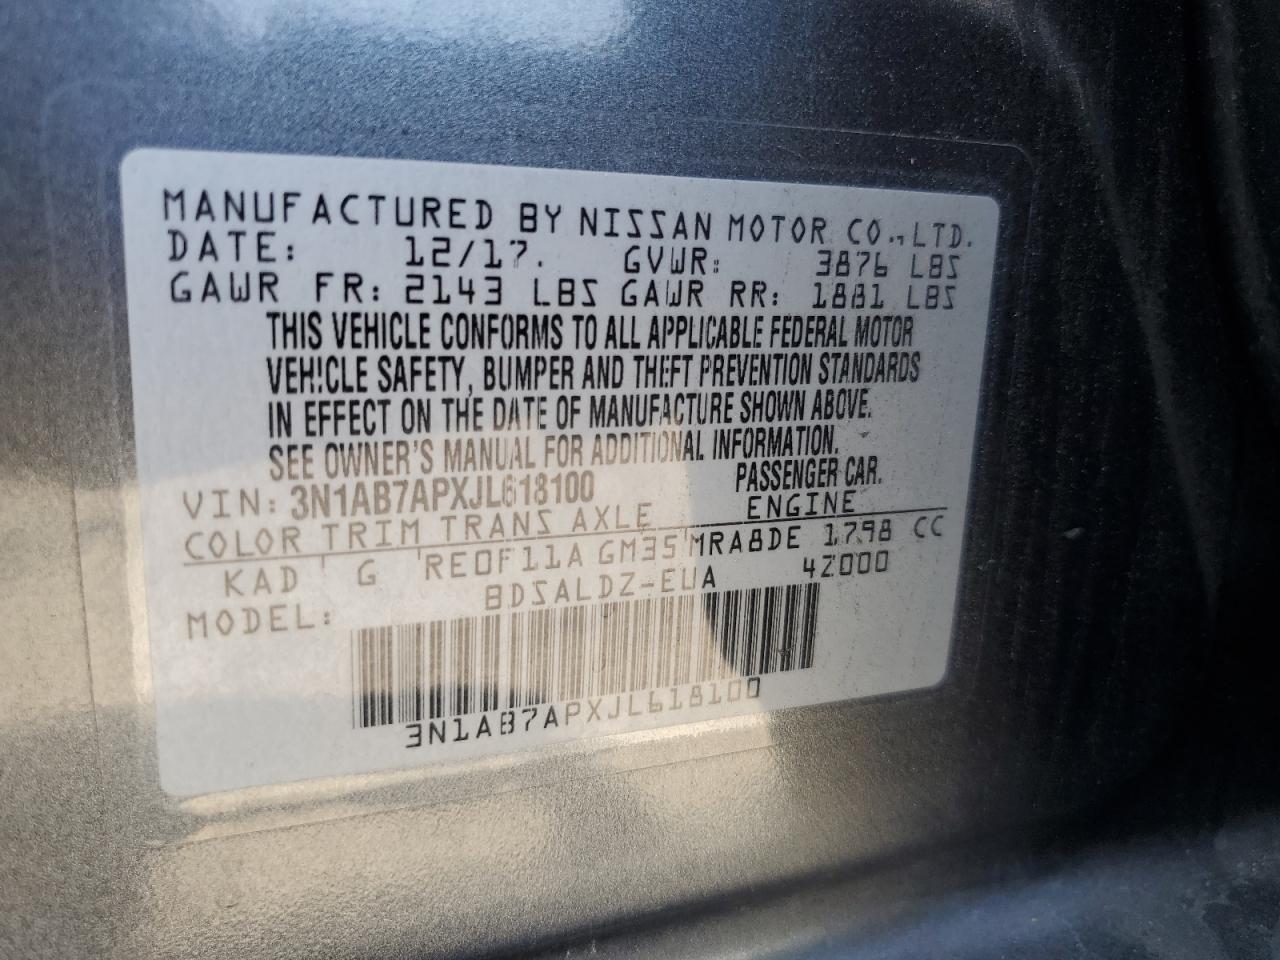 MANUFACTURED BY NISSAN MOTOR CO.,LTD.
DATE: 12/17. GVWR: 3876 LBS
GAWR FR: 2143 LBS GAWR RR: 1881 LBS
THIS VEHICLE CONFORMS TO ALL APPLICABLE FEDERAL MOTOR
VEHICLE SAFETY, BUMPER AND THEFT PREVENTION STANDARDS
IN EFFECT ON THE DATE OF MANUFACTURE SHOWN ABOVE.
SEE OWNER'S MANUAL FOR ADDITIONAL INFORMATION.
VIN: 3N1AB7APXJL618100 PASSENGER CAR.
COLOR TRIM TRANS AXLE ENGINE
KAD G RE0F11A GM35 MRA8DE 1798 CC
MODEL: BDSALDZ-EUA 42000
3N1AB7APXJL618100